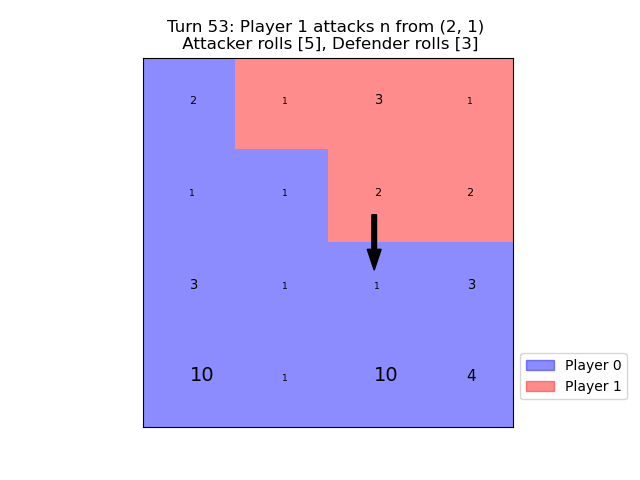 Turn 53: Player 1 attacks n from (2, 1)
Attacker rolls [5], Defender rolls [3]
2 1 3 1
1 1 2 2
3 1 1 3
10 1 10 4
Player 0
Player 1